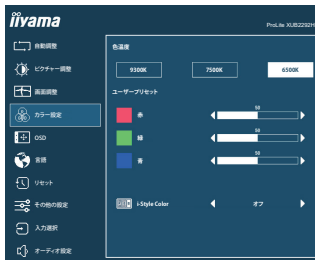 iiyama
ProLite XUB2292H
自動調整
ピクチャー調整
画面調整
カラー設定
OSD
言語
リセット
その他の設定
入力選択
オーディオ設定
色温度
9300K
7500K
6500K
ユーザープリセット
赤
50
緑
50
青
50
i-Style Color
オフ